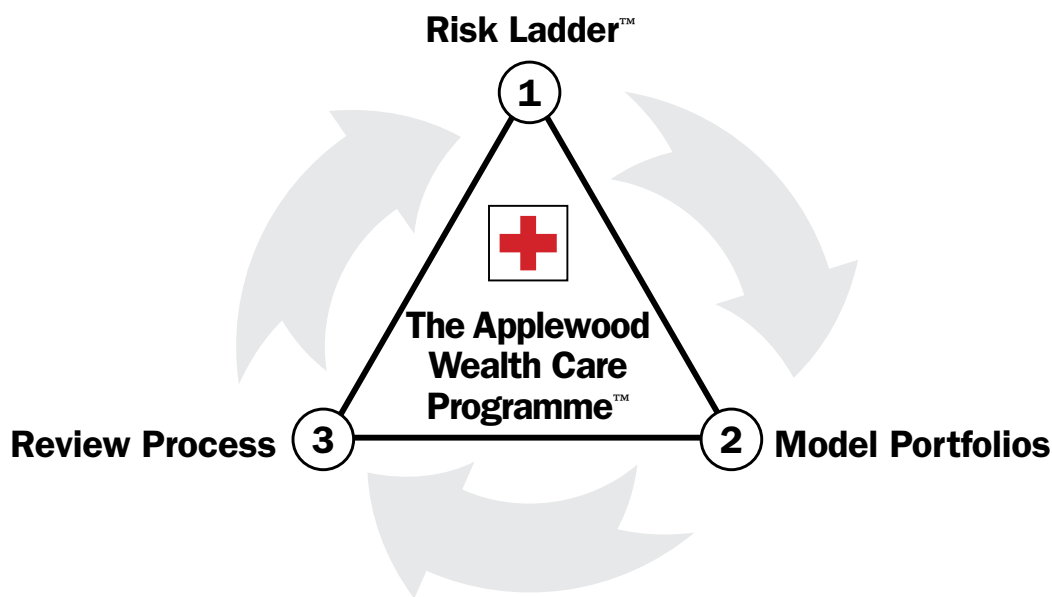 Risk Ladder™
1
The Applewood
Wealth Care
Programme™
Review Process
3
2
Model Portfolios